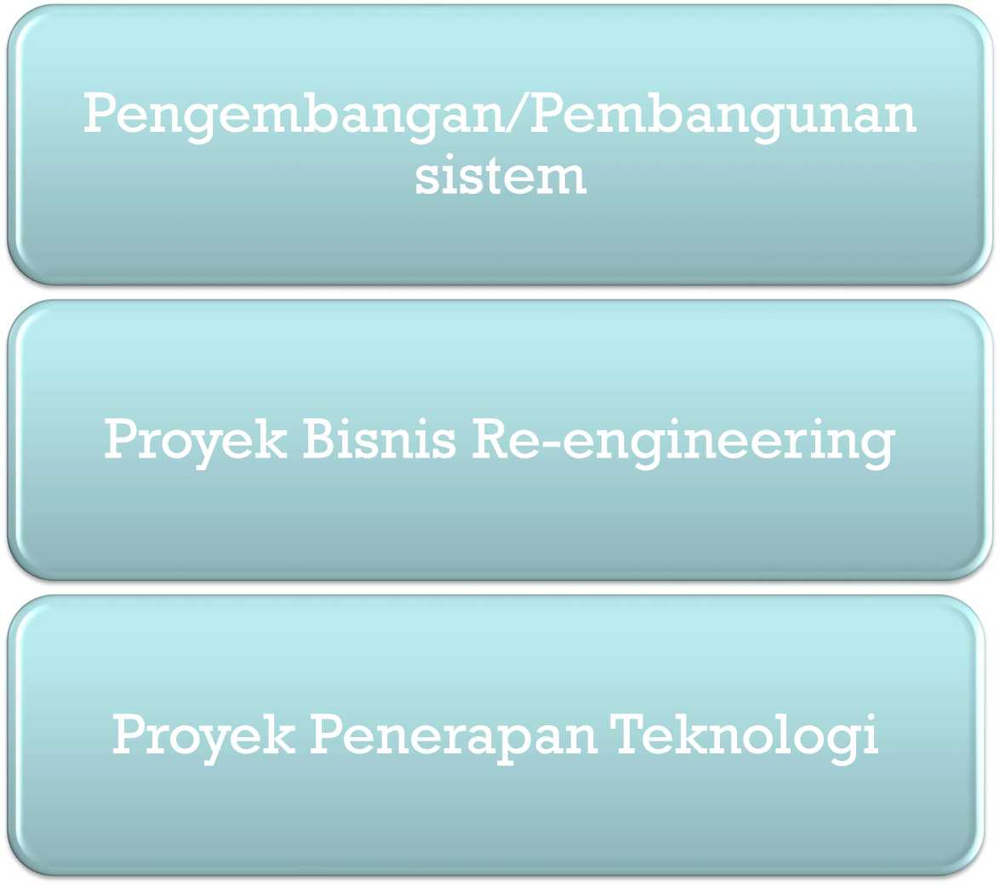 Pengembangan/Pembangunan
sistem
Proyek Bisnis Re-engineering
Proyek Penerapan Teknologi